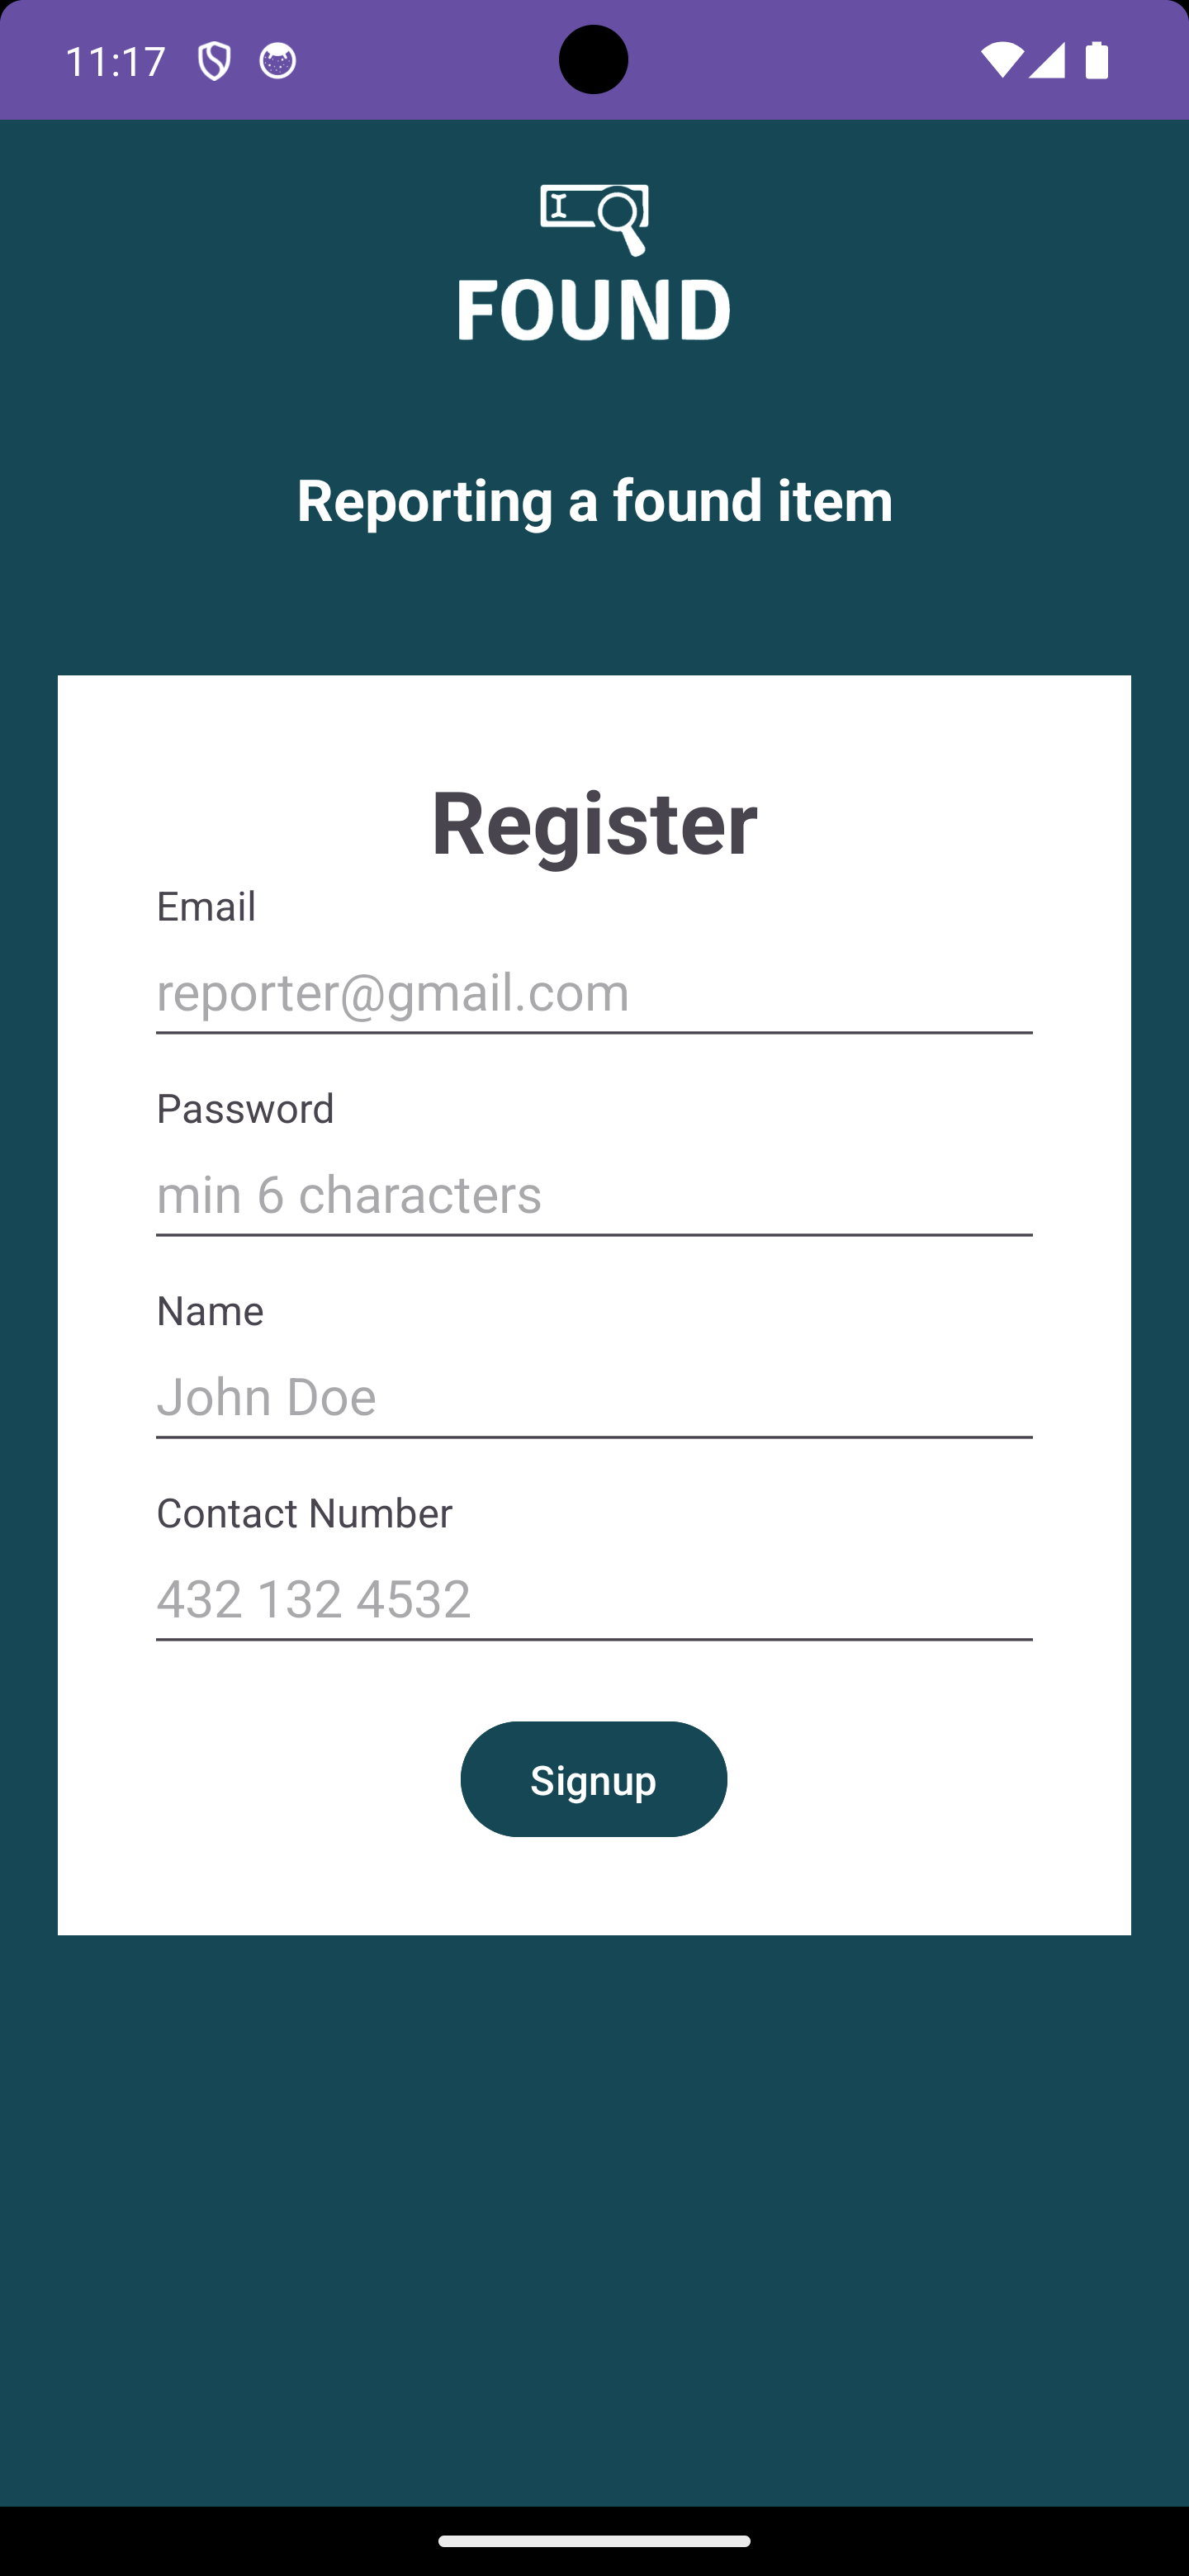 11:17
FOUND
Reporting a found item
Register
Email
reporter@gmail.com
Password
min 6 characters
Name
John Doe
Contact Number
432 132 4532
Signup